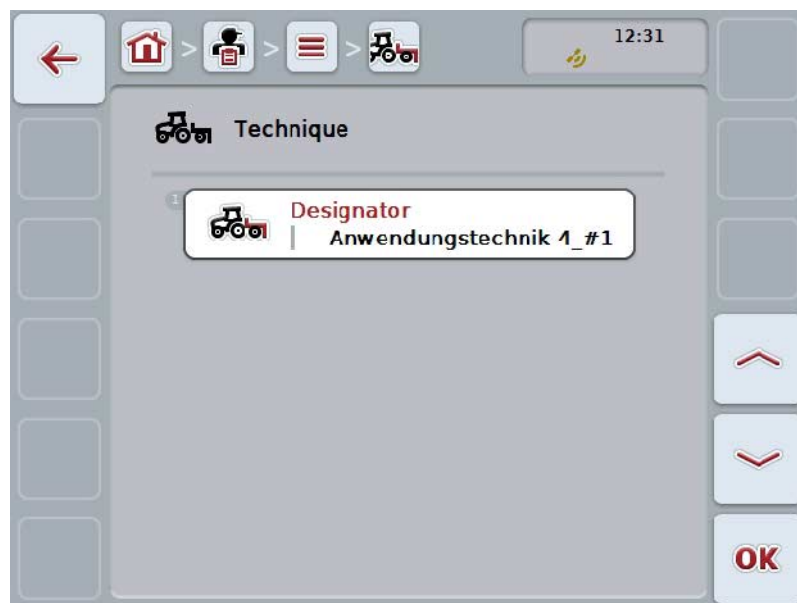 > > >
12:31
Technique
1
Designator
Anwendungstechnik 4_#1
OK